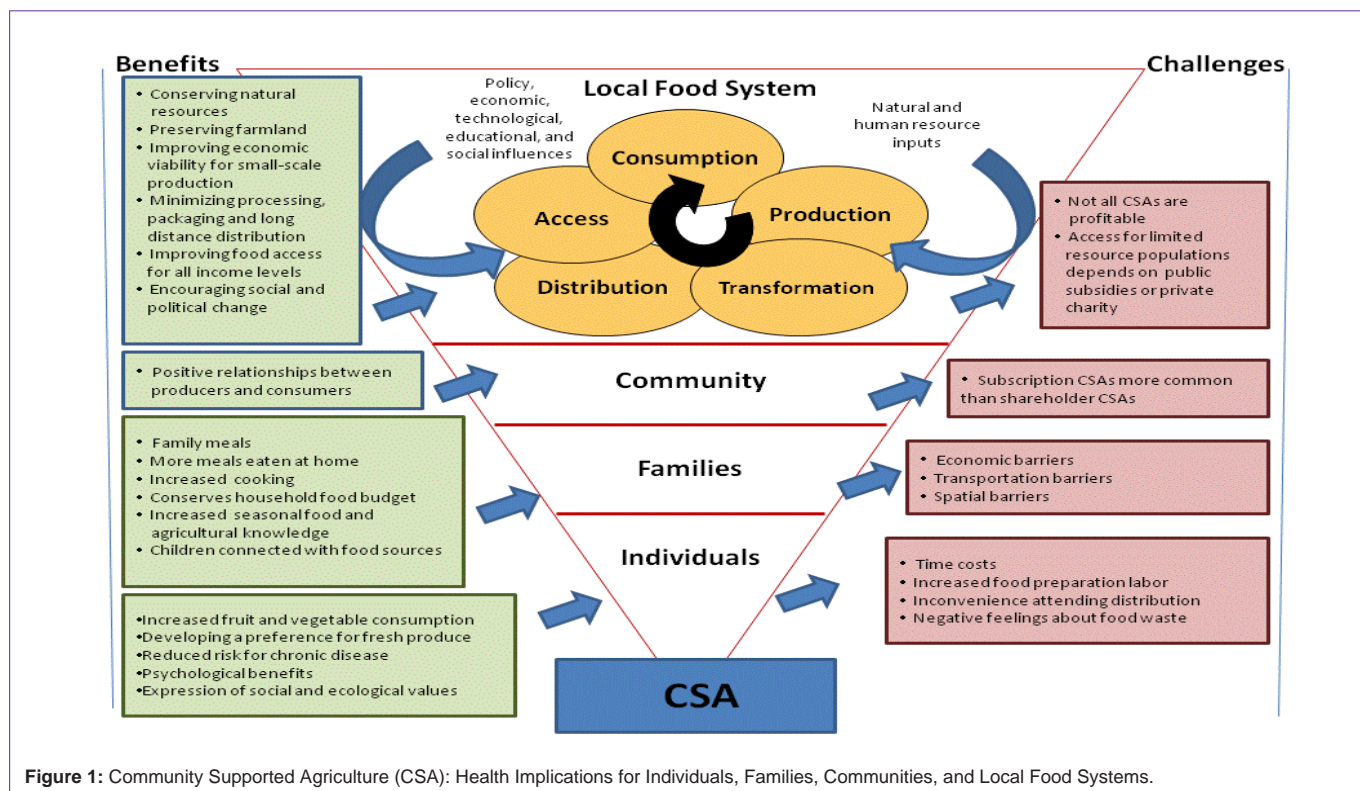 Benefits
Challenges
• Conserving natural
resources
• Preserving farmland
• Improving economic
viability for small-scale
production
• Minimizing processing,
packaging and long
distance distribution
• Improving food access
for all income levels
• Encouraging social and
political change
Policy,
economic,
technological,
educational, and
social influences
Local Food System
Natural and
human resource
inputs
Consumption
Access
Production
Distribution
Transformation
• Not all CSAs are
profitable
• Access for limited
resource populations
depends on public
subsidies or private
charity
• Positive relationships between
producers and consumers
Community
• Subscription CSAs more common
than shareholder CSAs
• Family meals
• More meals eaten at home
• Increased cooking
• Conserves household food budget
• Increased seasonal food and
agricultural knowledge
• Children connected with food sources
Families
• Economic barriers
• Transportation barriers
• Spatial barriers
Individuals
• Time costs
• Increased food preparation labor
• Inconvenience attending distribution
• Negative feelings about food waste
•Increased fruit and vegetable consumption
•Developing a preference for fresh produce
•Reduced risk for chronic disease
•Psychological benefits
•Expression of social and ecological values
CSA
Figure 1: Community Supported Agriculture (CSA): Health Implications for Individuals, Families, Communities, and Local Food Systems.